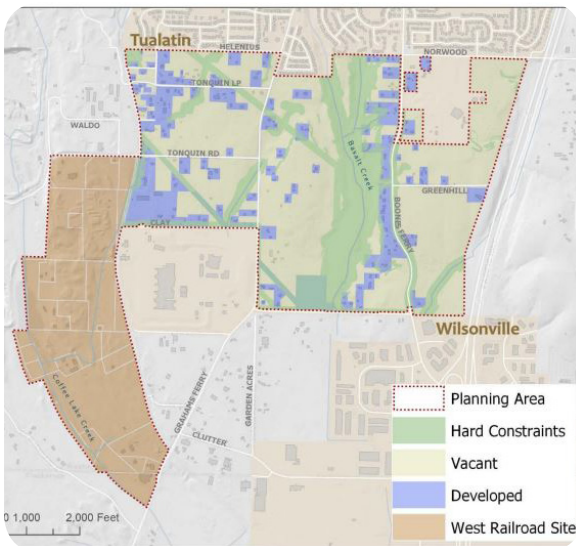 Tualatin
HELENIUS
NORWOOD
TONQUIN LP
WALDO
Basalt Creek
TONQUIN RD
GREENHILL
CLAY
BOONES FERRY
Wilsonville
Coffee Lake Creek
GRAHAMS FERRY
GARDEN ACRES
CLUTTER
Planning Area
Hard Constraints
Vacant
Developed
West Railroad Site
0 1,000 2,000 Feet